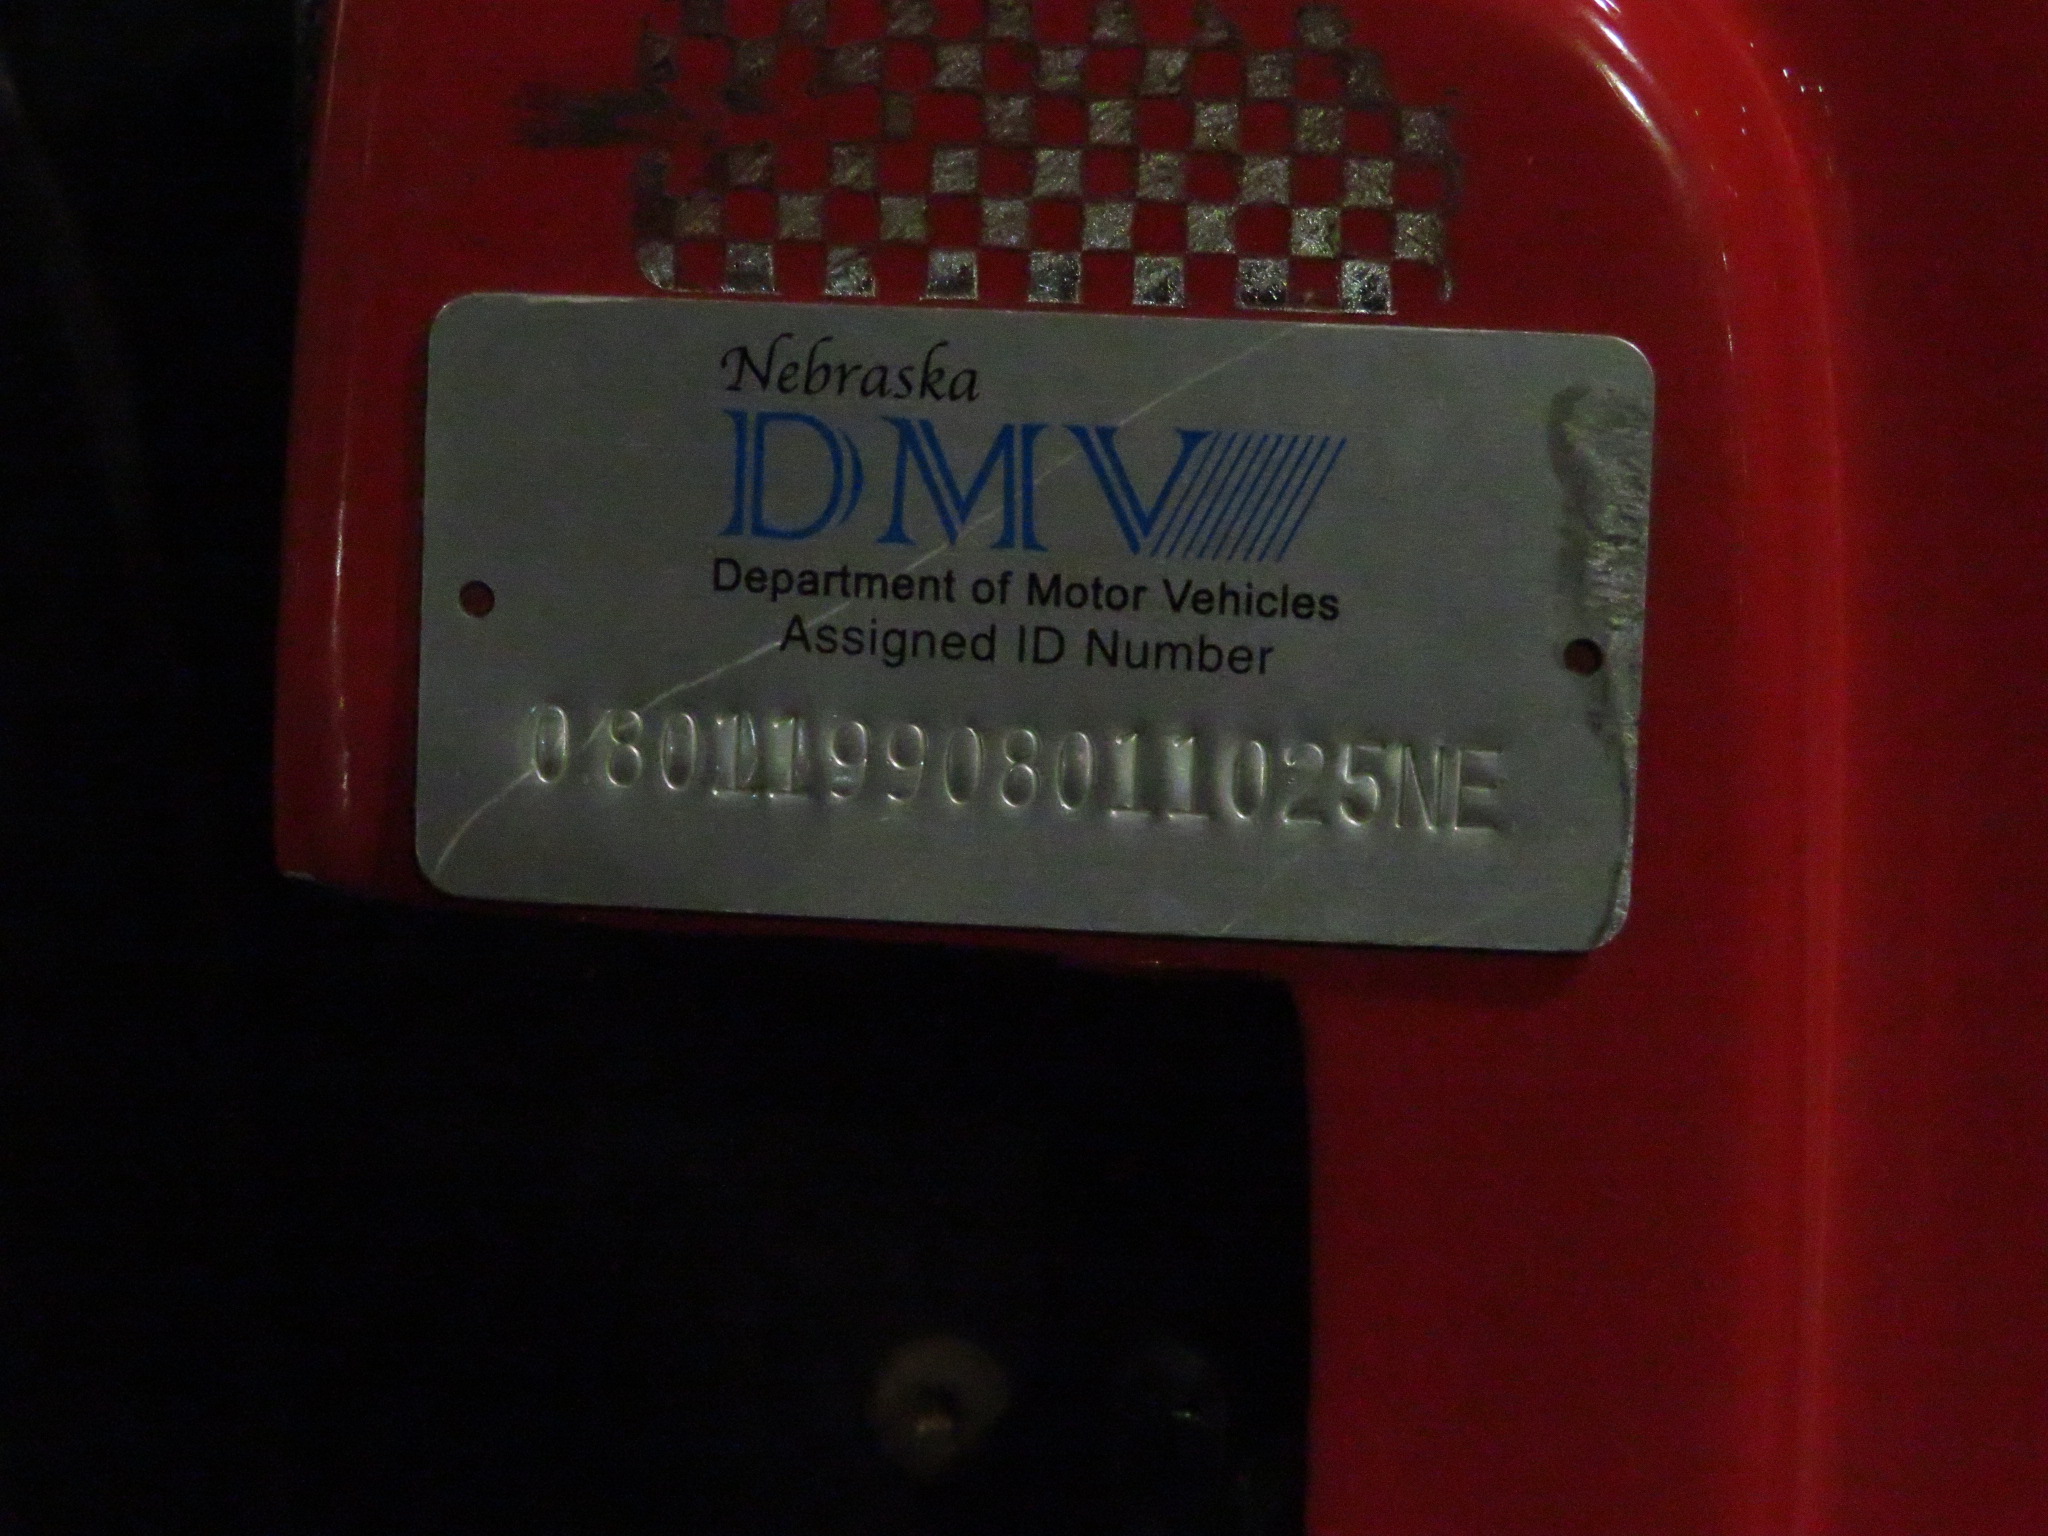 Nebraska
DMV
Department of Motor Vehicles
Assigned ID Number
080119908011025NE